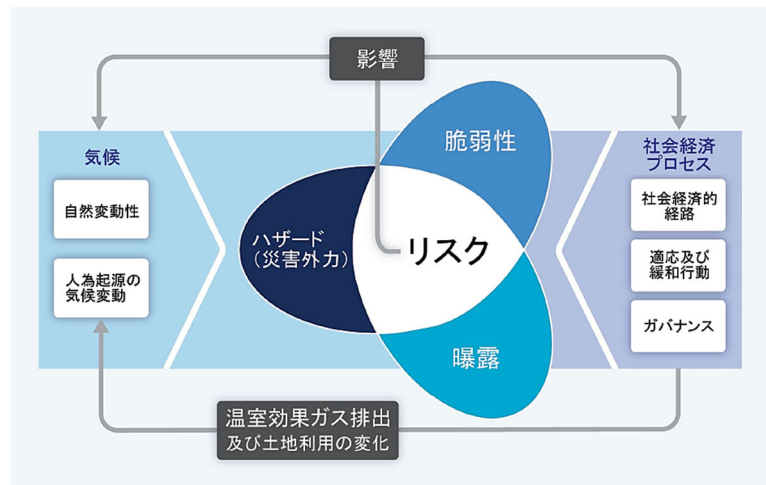 影響
気候
自然変動性
人為起源の
気候変動
ハザード
(災害外力)
脆弱性
リスク
曝露
社会経済
プロセス
社会経済的
経路
適応及び
緩和行動
ガバナンス
温室効果ガス排出
及び土地利用の変化